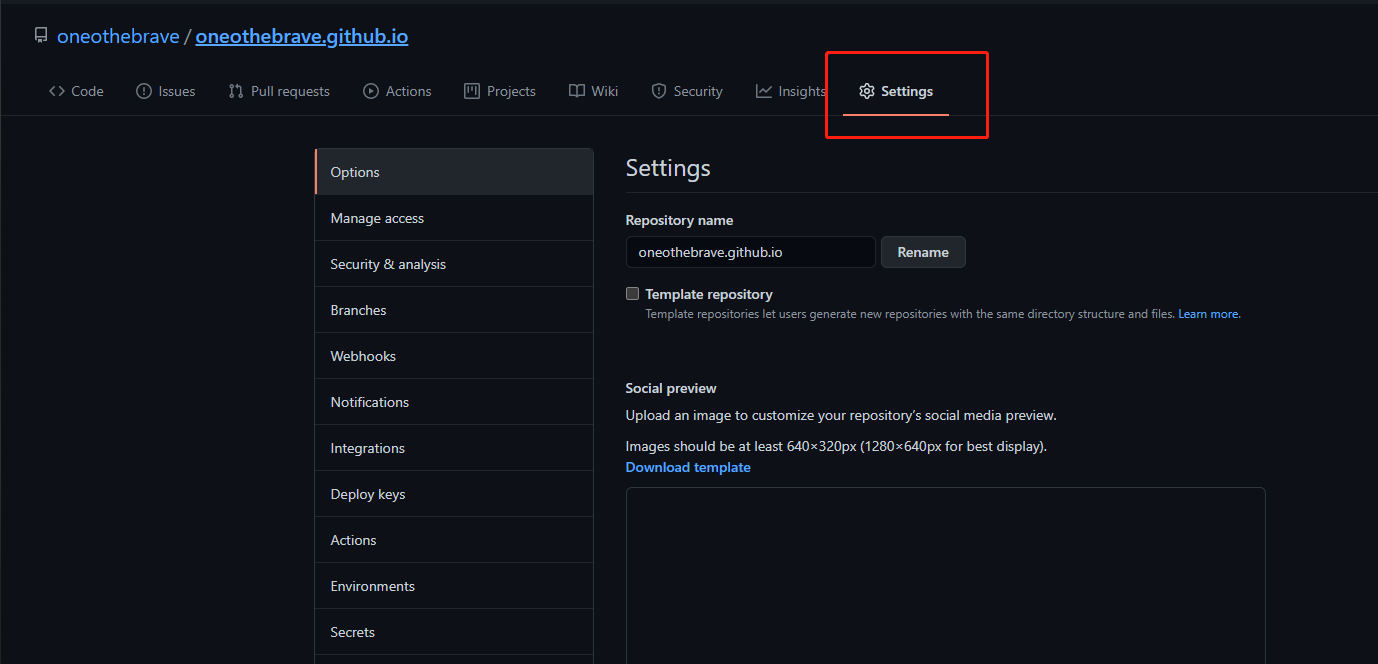 oneothebrave / oneothebrave.github.io
Code Issues Pull requests Actions Projects Wiki Security Insights Settings
Options
Manage access
Security & analysis
Branches
Webhooks
Notifications
Integrations
Deploy keys
Actions
Environments
Secrets
Settings
Repository name
oneothebrave.github.io Rename
Template repository
Template repositories let users generate new repositories with the same directory structure and files. Learn more.
Social preview
Upload an image to customize your repository’s social media preview.
Images should be at least 640×320px (1280×640px for best display).
Download template